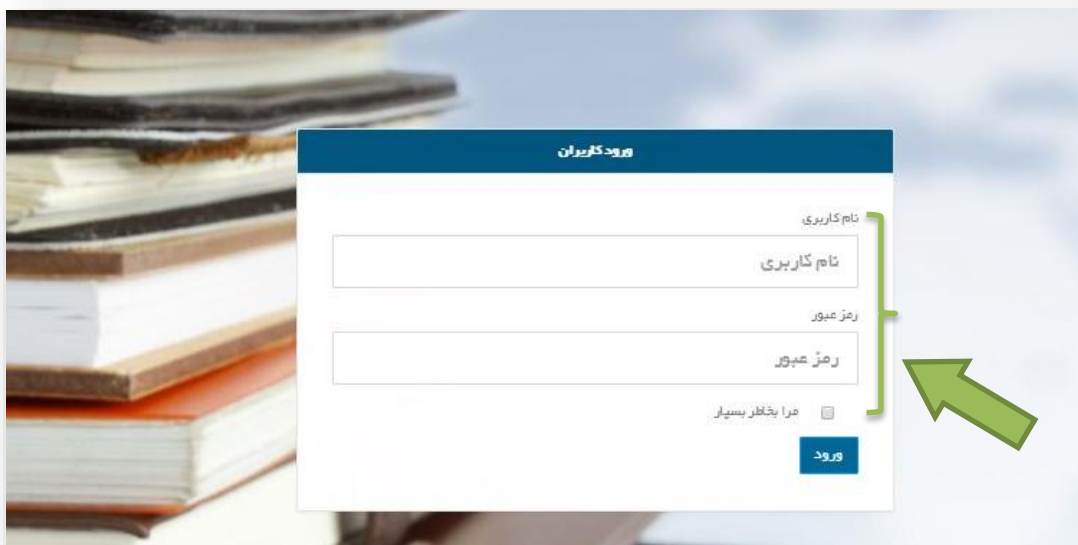 ورود کاربران
نام کاربری
نام کاربری
رمز عبور
رمز عبور
مرا بخاطر بسپار
ورود